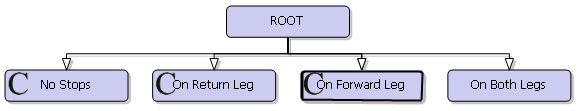 ROOT
C No Stops
C On Return Leg
C On Forward Leg
On Both Legs